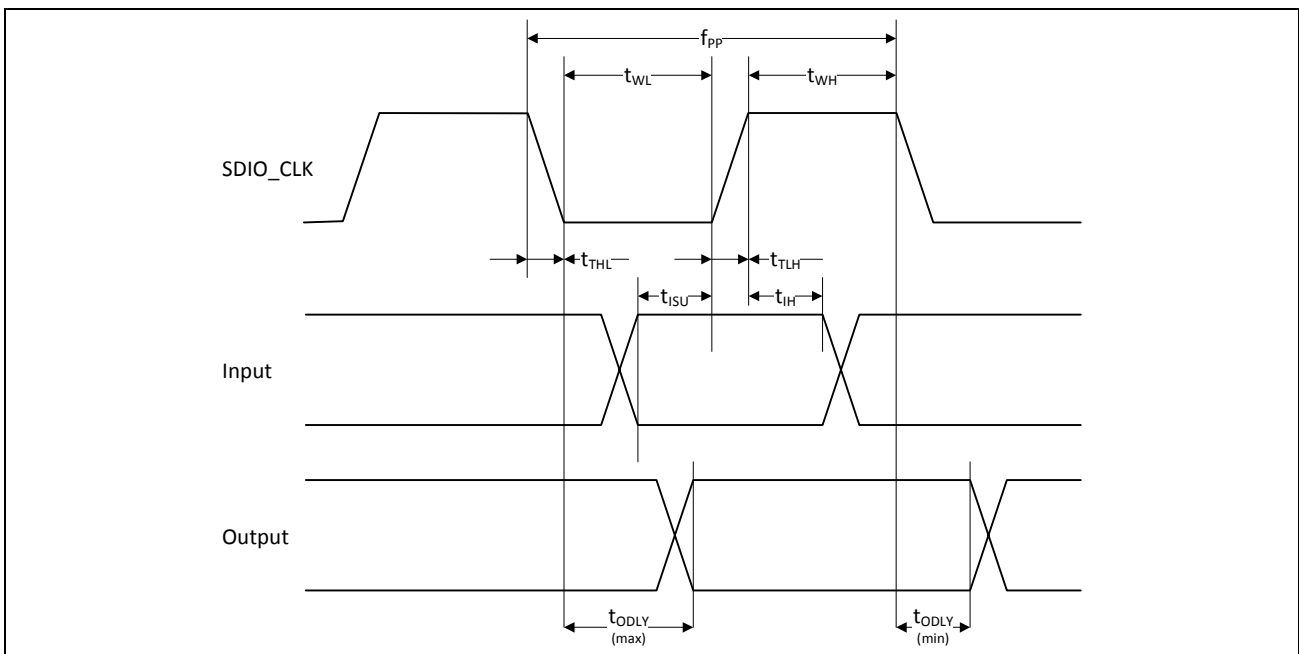 fPP
tWL
tWH
SDIO_CLK
tTHL
tTLH
tISU
tIH
Input
Output
tODLY
(max)
tODLY
(min)